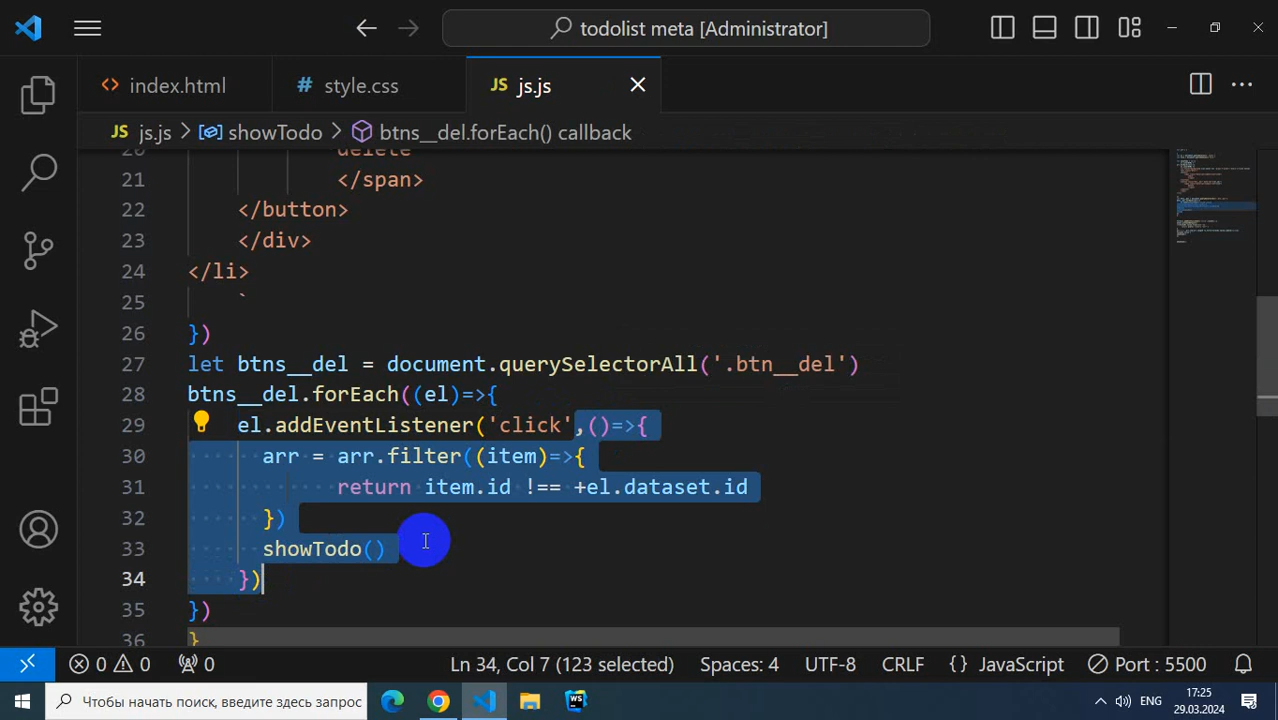 todolist meta [Administrator]
index.html
# style.css
JS js.js
JS js.js > showTodo > btns__del.forEach() callback
20 delete
21 </span>
22 </button>
23 </div>
24 </li>
25 `
26 })
27 let btns__del = document.querySelectorAll('.btn__del')
28 btns__del.forEach((el)=>{
29 el.addEventListener('click',()=>{
30 arr = arr.filter((item)=>{
31 return item.id !== +el.dataset.id
32 })
33 showTodo()
34 })
35 })
36 }
0 0 0 Ln 34, Col 7 (123 selected) Spaces: 4 UTF-8 CRLF {} JavaScript Port : 5500
Чтобы начать поиск, введите здесь запрос
WS
ENG
17:25
29.03.2024